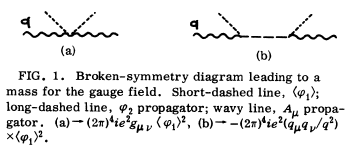 q
q
(a)
(b)
FIG. 1. Broken-symmetry diagram leading to a
mass for the gauge field. Short-dashed line, ⟨φ₁⟩;
long-dashed line, φ₂ propagator; wavy line, A_μ propa-
gator. (a)→(2π)⁴ie²g_μν⟨φ₁⟩², (b)→−(2π)⁴ie²(q_μq_ν/q²)
×⟨φ₁⟩².